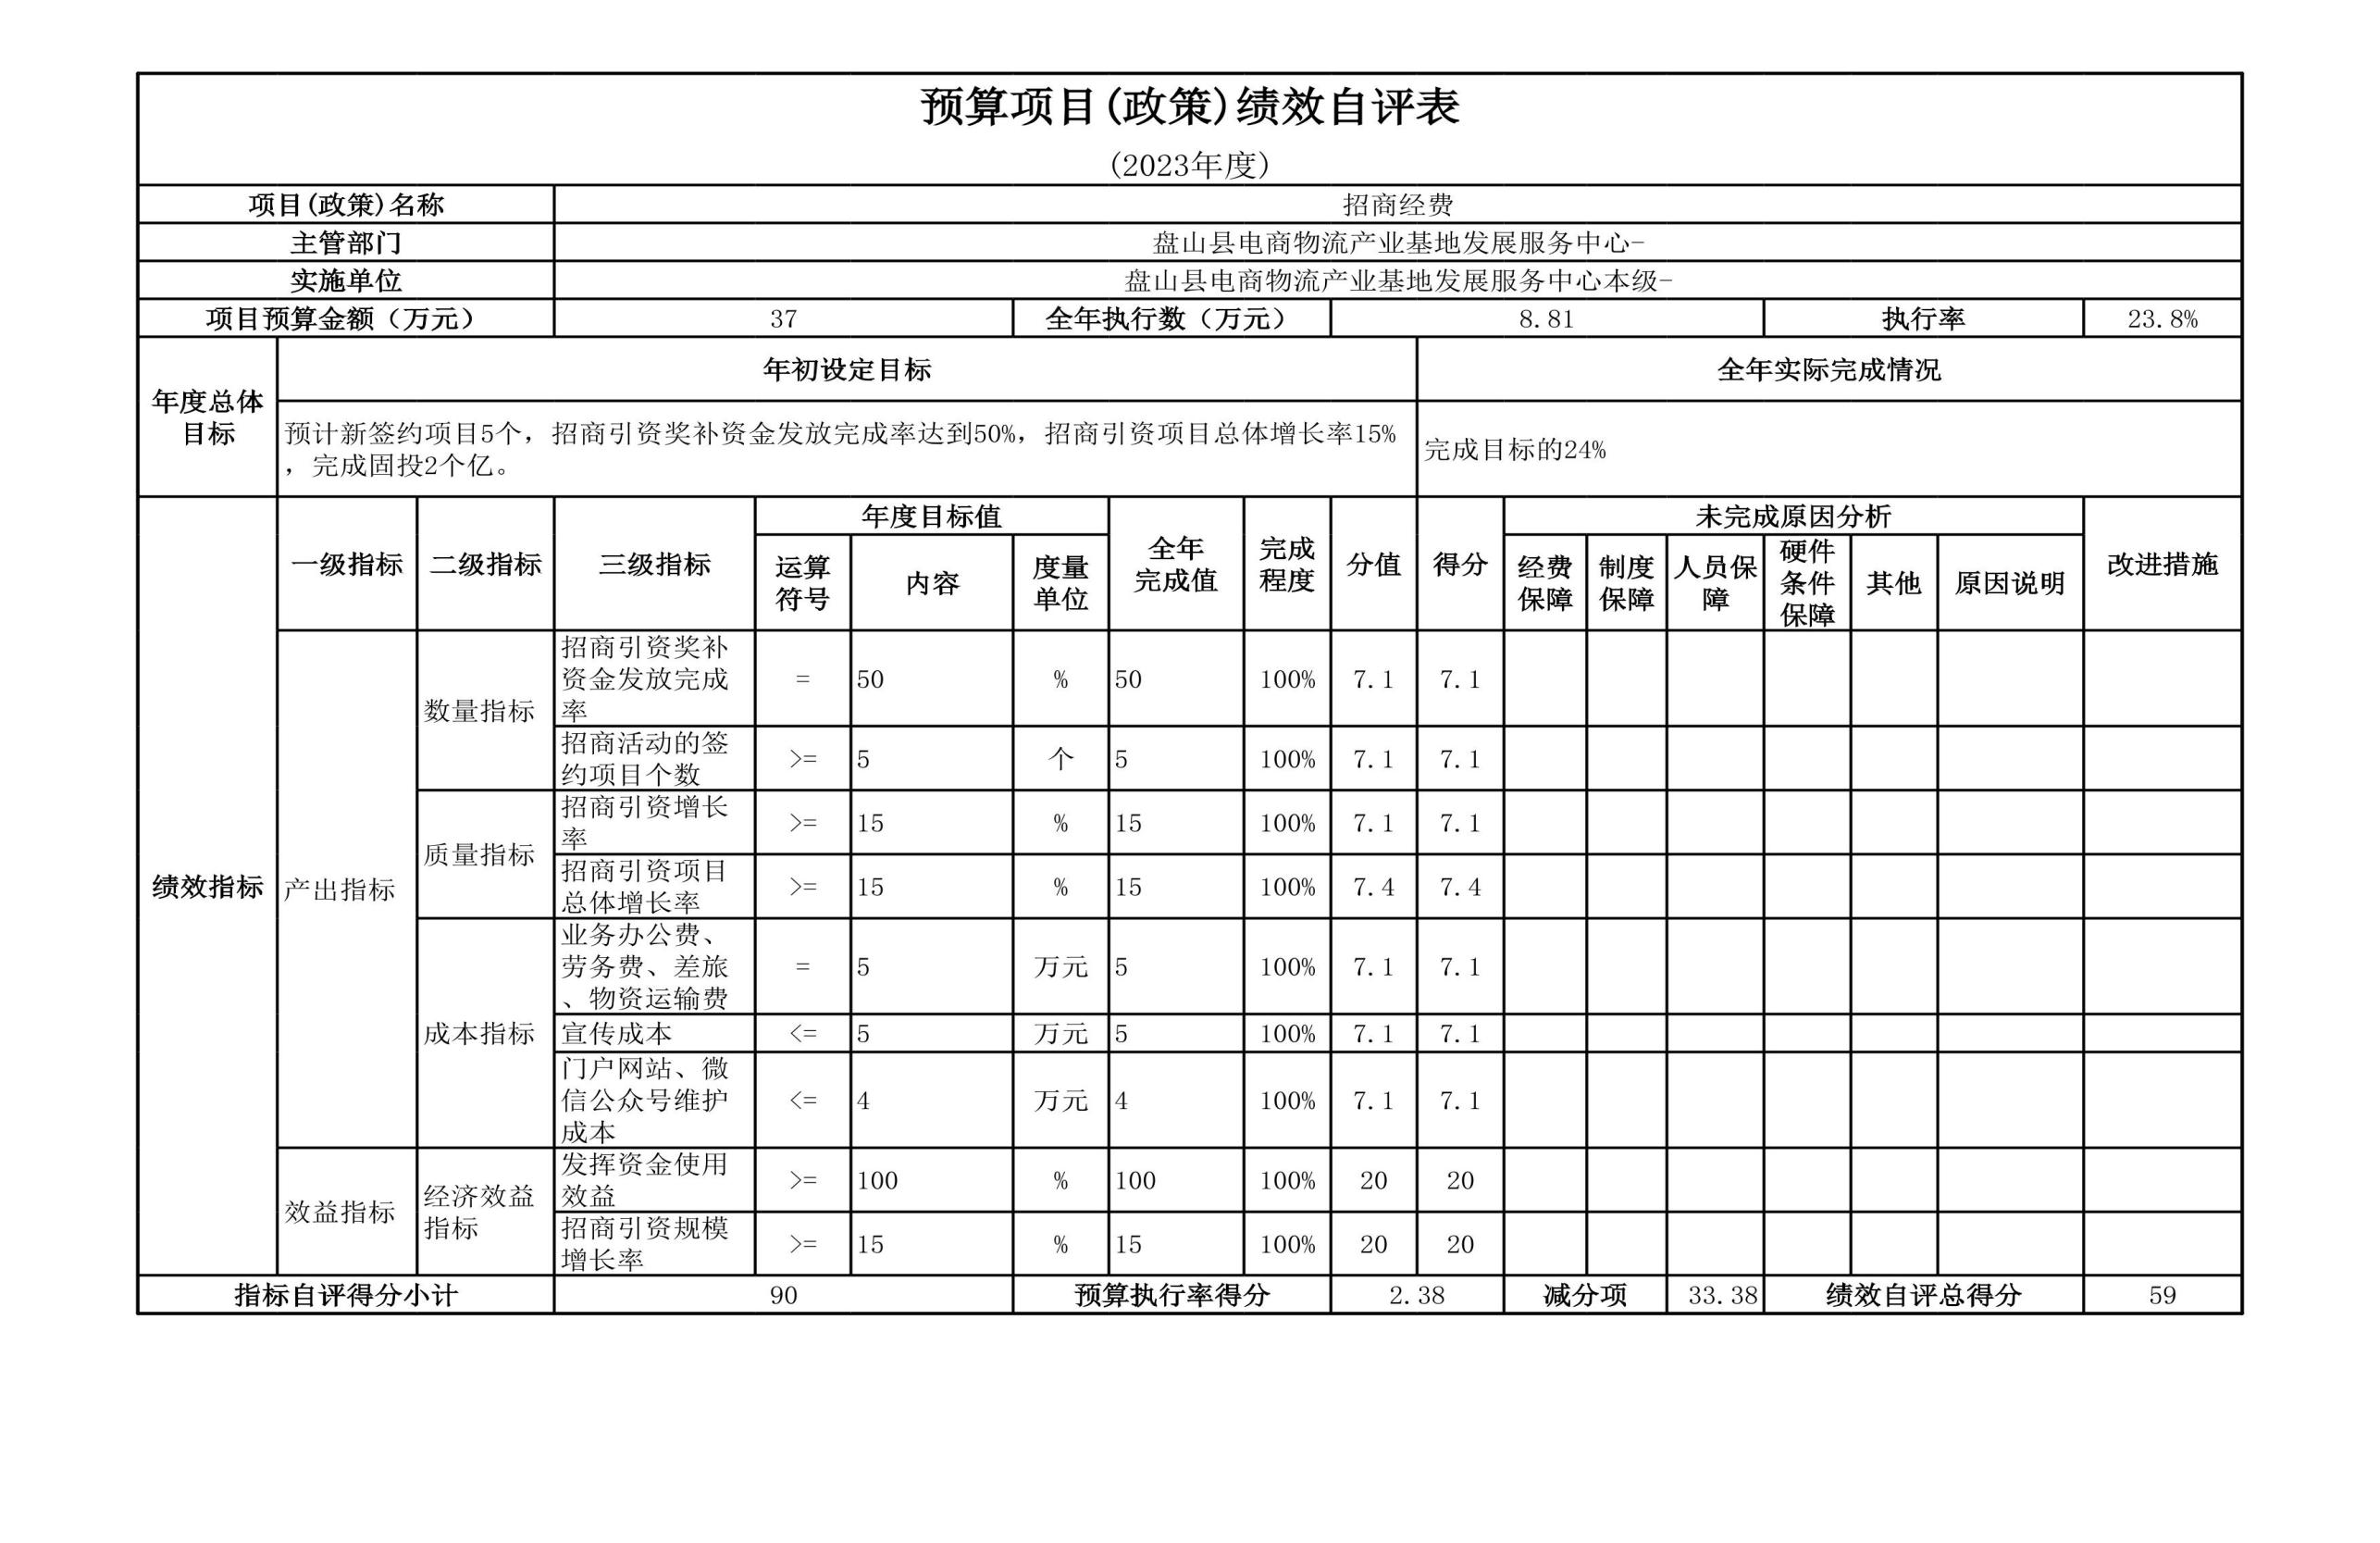 预算项目(政策)绩效自评表
(2023年度)
项目(政策)名称 招商经费
主管部门 盘山县电商物流产业基地发展服务中心-
实施单位 盘山县电商物流产业基地发展服务中心本级-
项目预算金额（万元） 37 全年执行数（万元） 8.81 执行率 23.8%
年度总体
目标
年初设定目标 全年实际完成情况
预计新签约项目5个，招商引资奖补资金发放完成率达到50%，招商引资项目总体增长率15%
，完成固投2个亿。
完成目标的24%
绩效指标
一级指标 二级指标 三级指标
年度目标值
运算
符号
内容
度量
单位
全年
完成值
完成
程度
分值 得分
未完成原因分析
经费
保障
制度
保障
人员保
障
硬件
条件
保障
其他 原因说明
改进措施
产出指标
数量指标
招商引资奖补
资金发放完成
率
= 50 % 50 100% 7.1 7.1
招商活动的签
约项目个数
>= 5 个 5 100% 7.1 7.1
质量指标
招商引资增长
率
>= 15 % 15 100% 7.1 7.1
招商引资项目
总体增长率
>= 15 % 15 100% 7.4 7.4
成本指标
业务办公费、
劳务费、差旅
、物资运输费
= 5 万元 5 100% 7.1 7.1
宣传成本 <= 5 万元 5 100% 7.1 7.1
门户网站、微
信公众号维护
成本
<= 4 万元 4 100% 7.1 7.1
效益指标
经济效益
指标
发挥资金使用
效益
>= 100 % 100 100% 20 20
招商引资规模
增长率
>= 15 % 15 100% 20 20
指标自评得分小计 90 预算执行率得分 2.38 减分项 33.38 绩效自评总得分 59